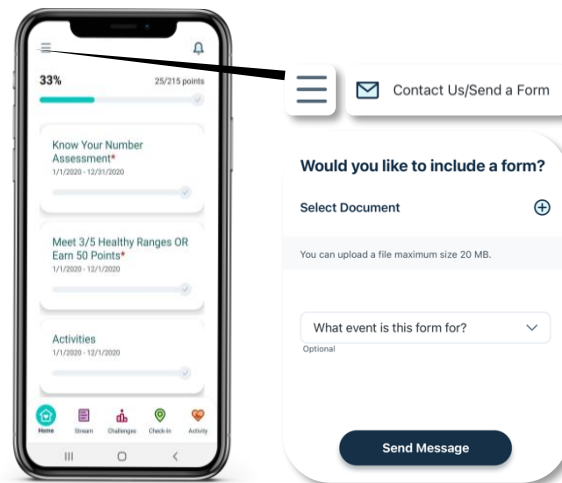 33%
25/215 points
Know Your Number
Assessment*
1/1/2020 - 12/31/2020
Meet 3/5 Healthy Ranges OR
Earn 50 Points*
1/1/2020 - 12/1/2020
Activities
1/1/2020 - 12/1/2020
Home Stream Challenges Check-In Activity
Contact Us/Send a Form
Would you like to include a form?
Select Document
You can upload a file maximum size 20 MB.
What event is this form for?
Optional
Send Message